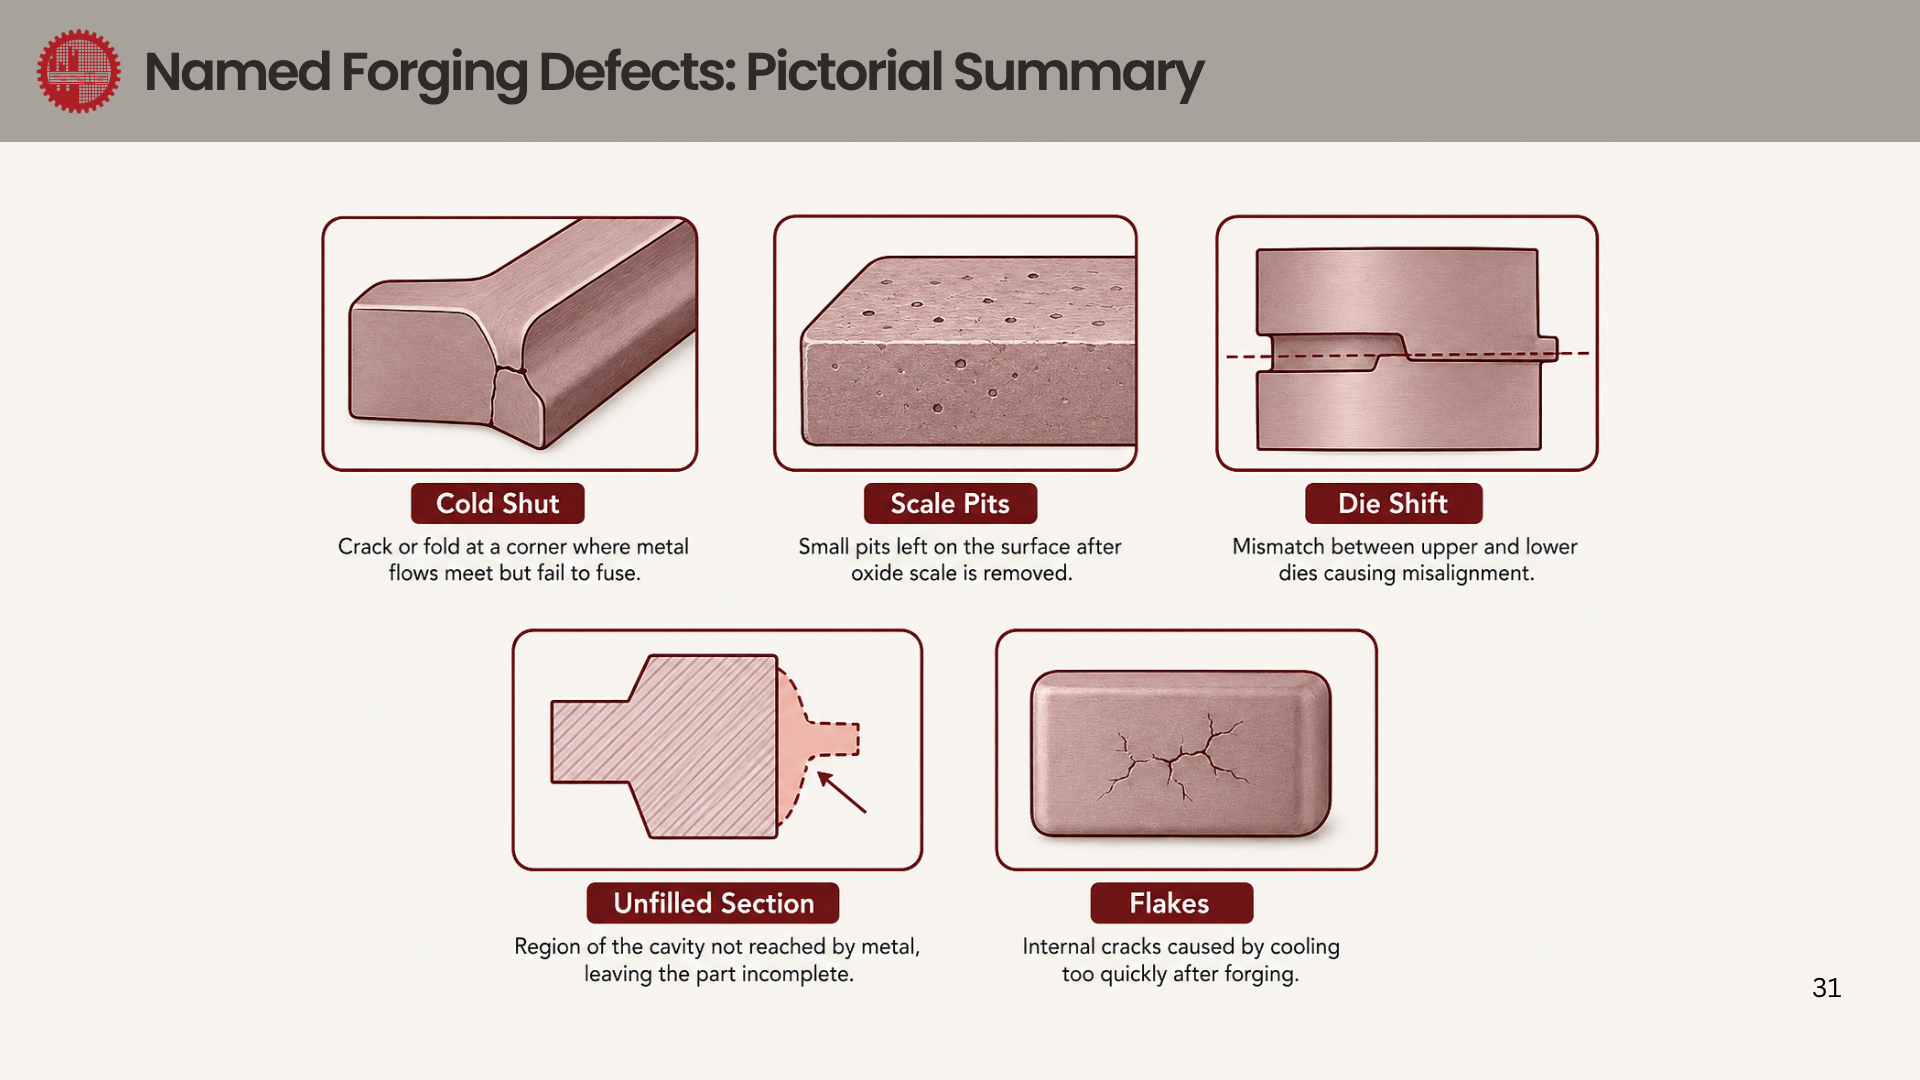 Named Forging Defects: Pictorial Summary
Cold Shut
Crack or fold at a corner where metal
flows meet but fail to fuse.
Scale Pits
Small pits left on the surface after
oxide scale is removed.
Die Shift
Mismatch between upper and lower
dies causing misalignment.
Unfilled Section
Region of the cavity not reached by metal,
leaving the part incomplete.
Flakes
Internal cracks caused by cooling
too quickly after forging.
31